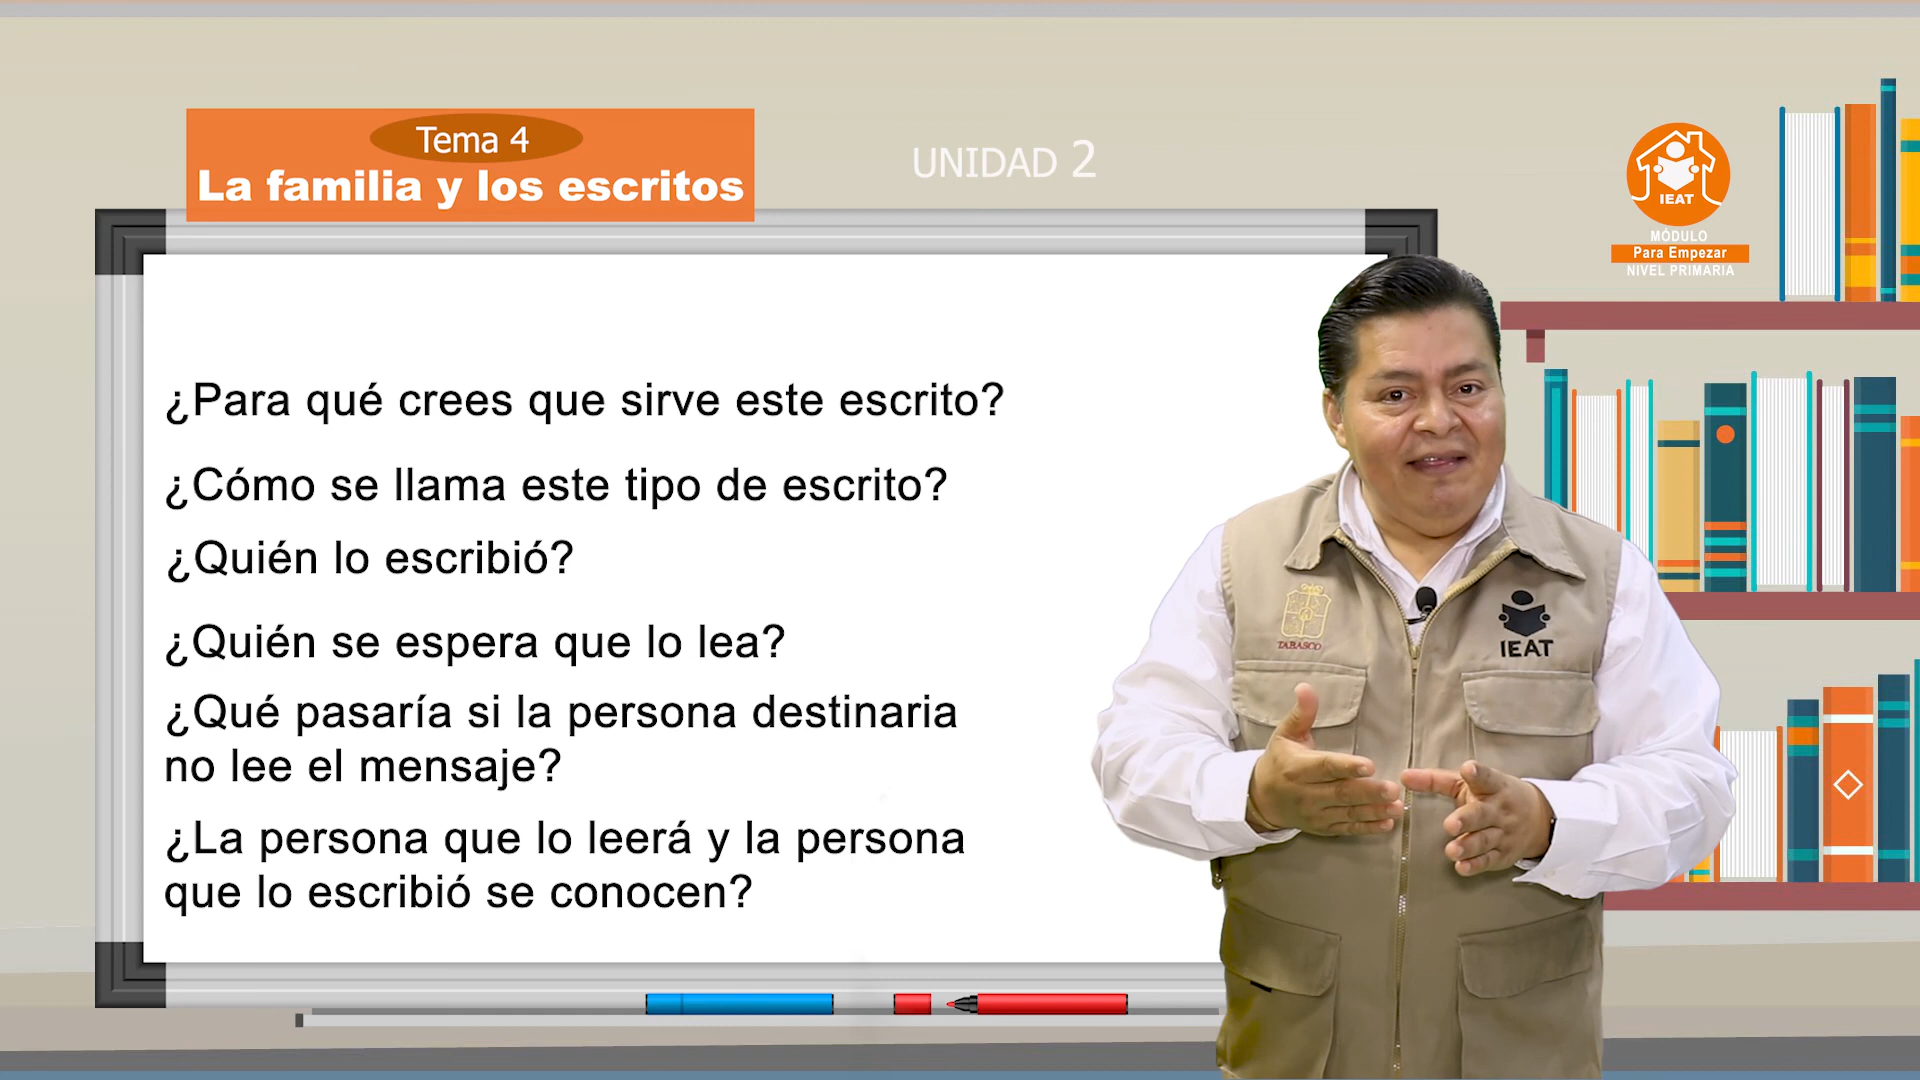 Tema 4
La familia y los escritos
UNIDAD 2
IEAT
MÓDULO
Para Empezar
NIVEL PRIMARIA
¿Para qué crees que sirve este escrito?
¿Cómo se llama este tipo de escrito?
¿Quién lo escribió?
¿Quién se espera que lo lea?
¿Qué pasaría si la persona destinaria
no lee el mensaje?
¿La persona que lo leerá y la persona
que lo escribió se conocen?
TABASCO
IEAT